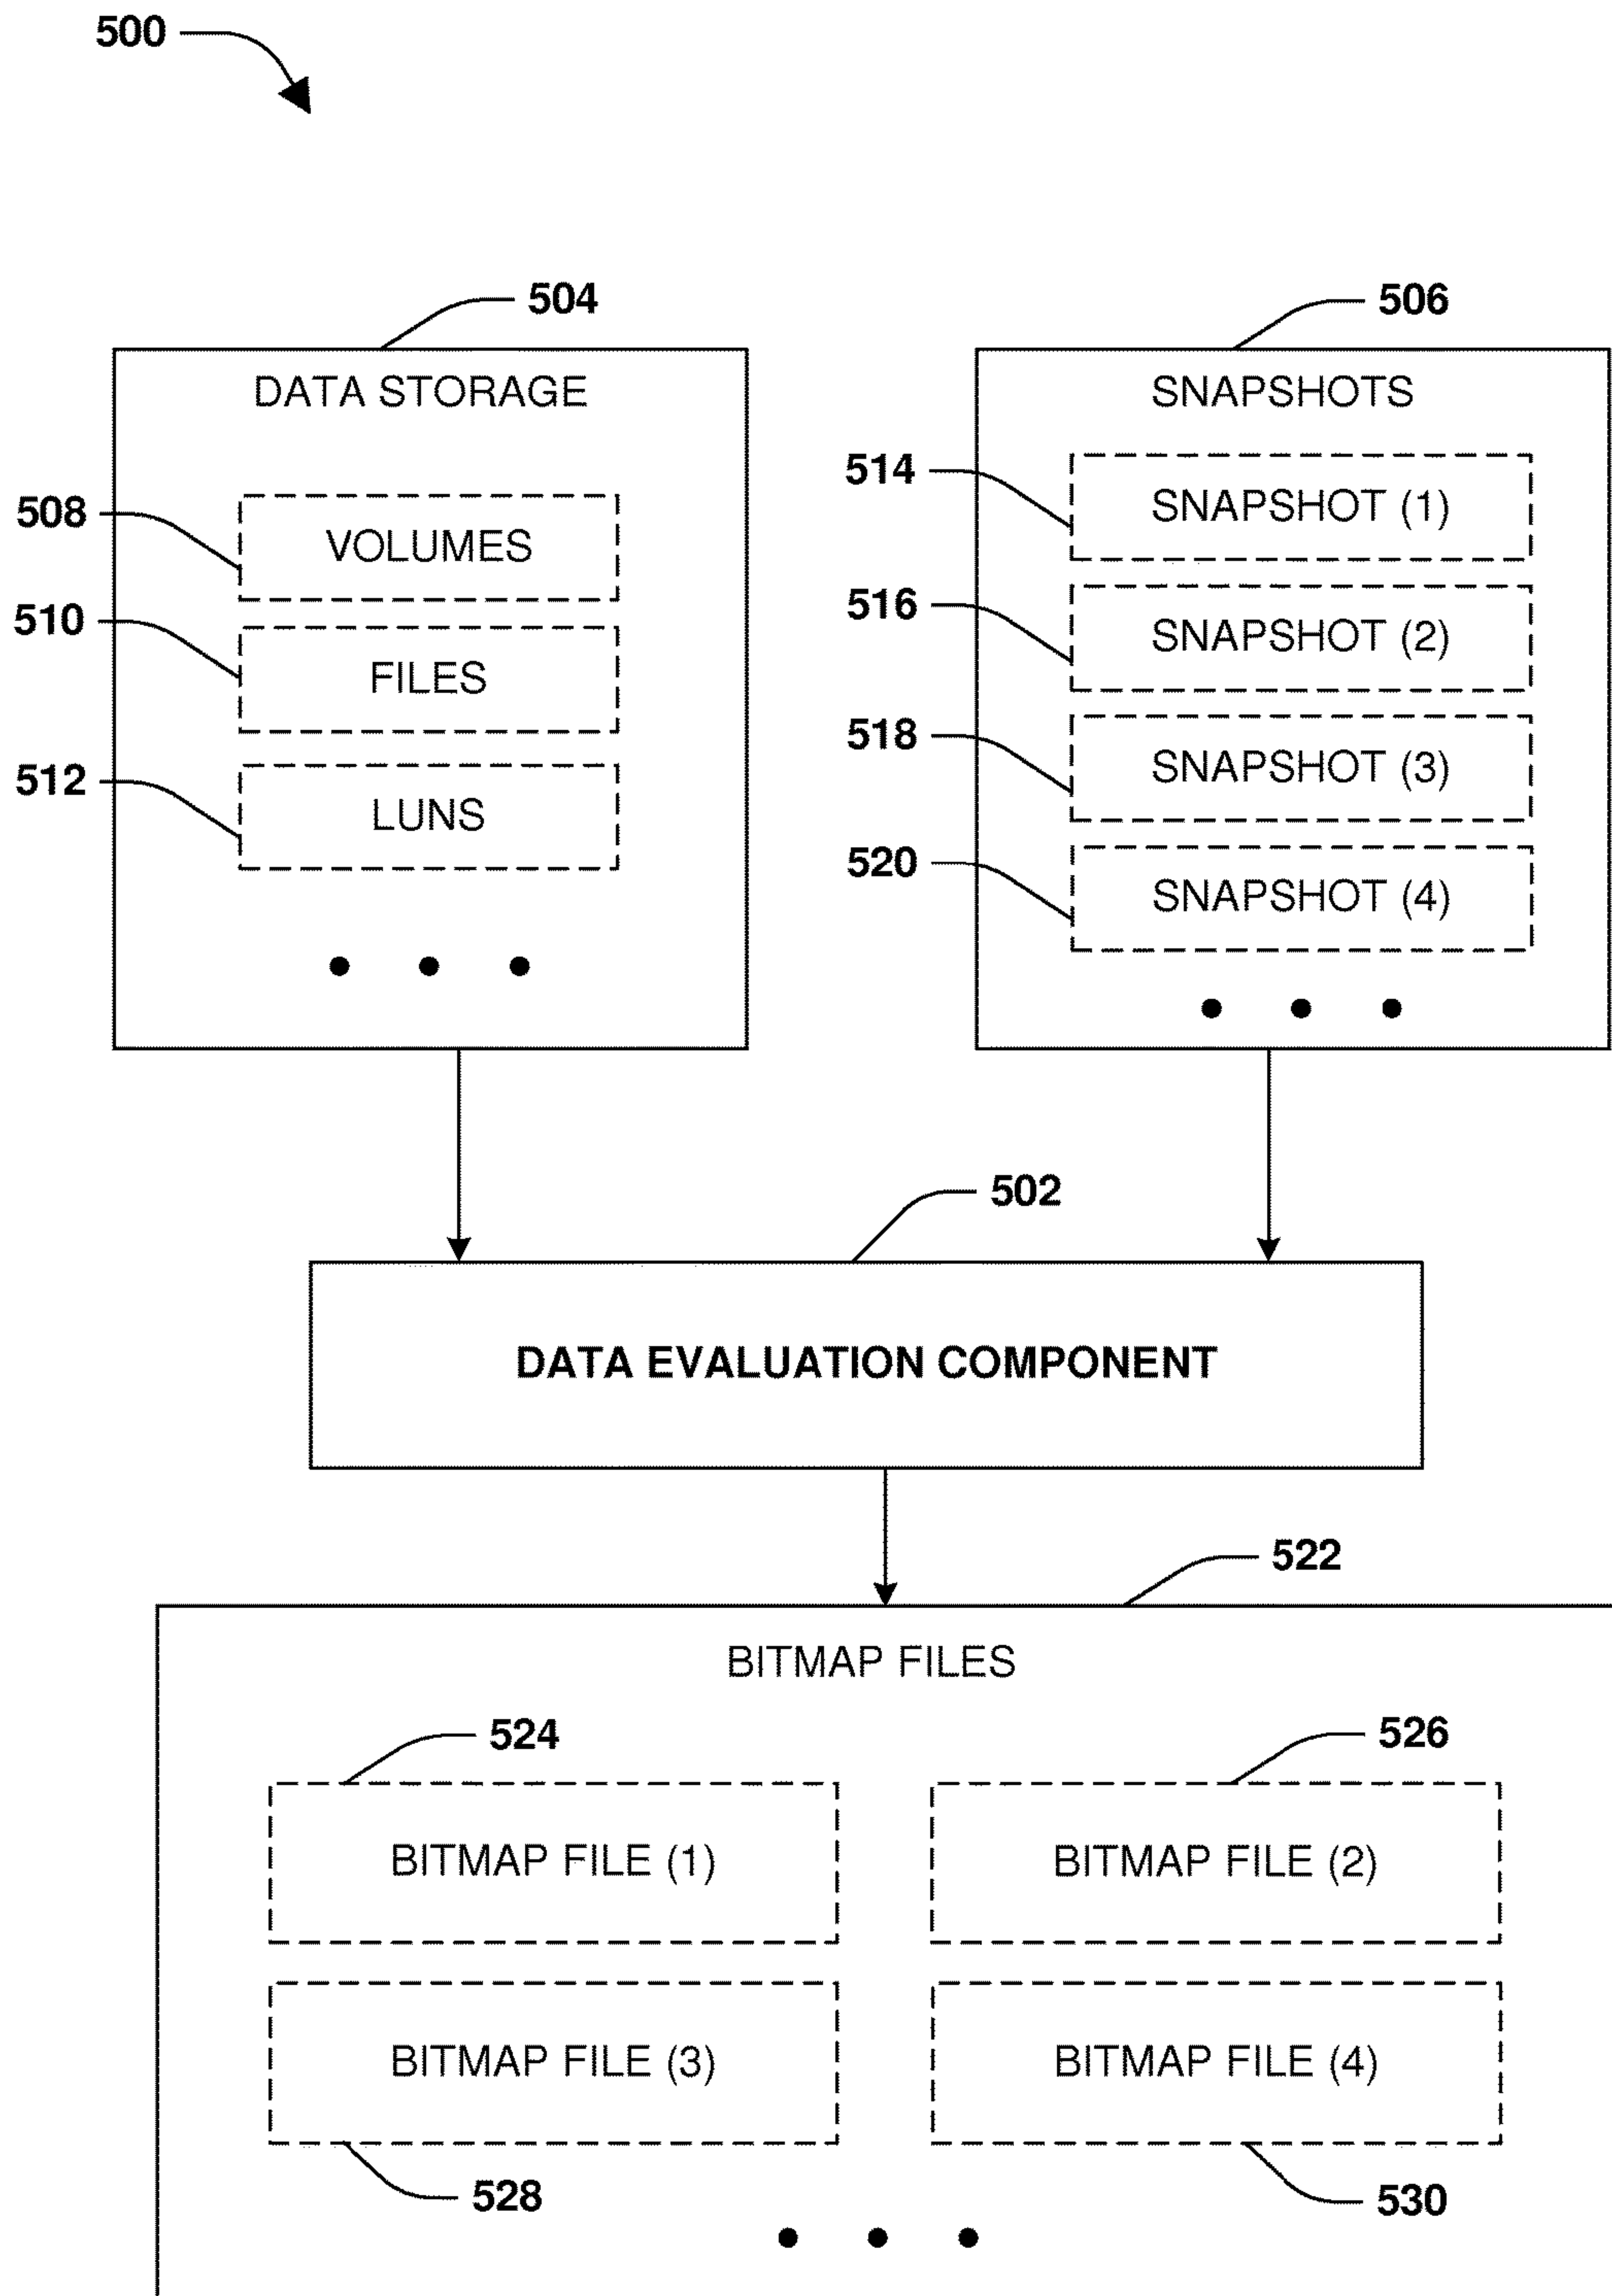 500
504
506
DATA STORAGE
SNAPSHOTS
508
VOLUMES
510
FILES
512
LUNS
514
SNAPSHOT (1)
516
SNAPSHOT (2)
518
SNAPSHOT (3)
520
SNAPSHOT (4)
502
DATA EVALUATION COMPONENT
522
BITMAP FILES
524
526
BITMAP FILE (1)
BITMAP FILE (2)
BITMAP FILE (3)
BITMAP FILE (4)
528
530